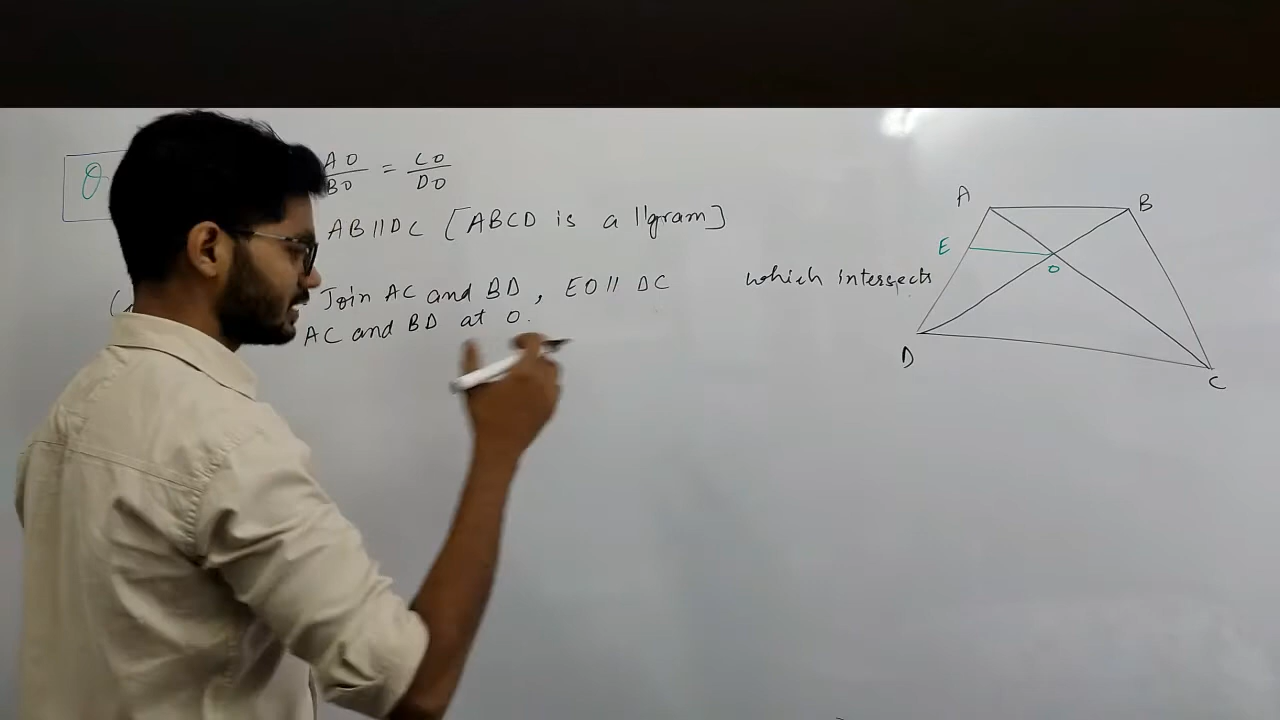 Q
AO/BO = CO/DO
AB||DC [ABCD is a ||gram]
Join AC and BD, EO || DC which intersects
AC and BD at O.
A
B
E
O
D
C